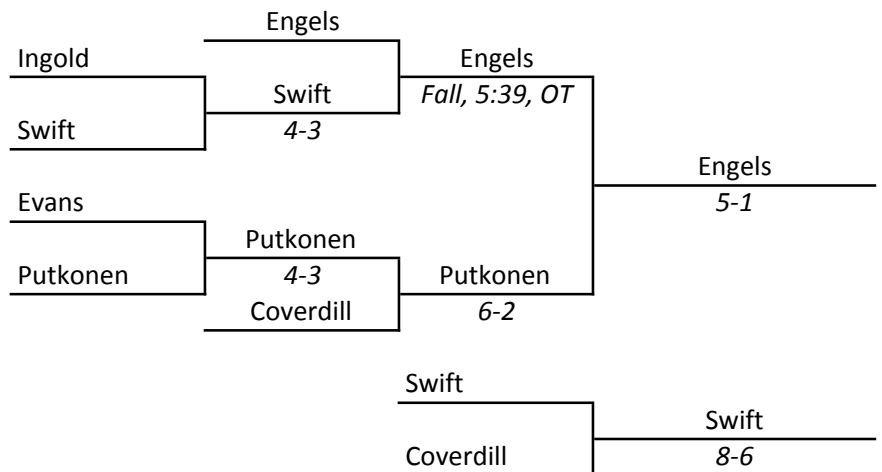 Engels
Ingold
Engels
Swift
Fall, 5:39, OT
Swift
4-3
Engels
5-1
Evans
Putkonen
Putkonen
4-3
Putkonen
Coverdill
6-2
Swift
Swift
Coverdill
8-6